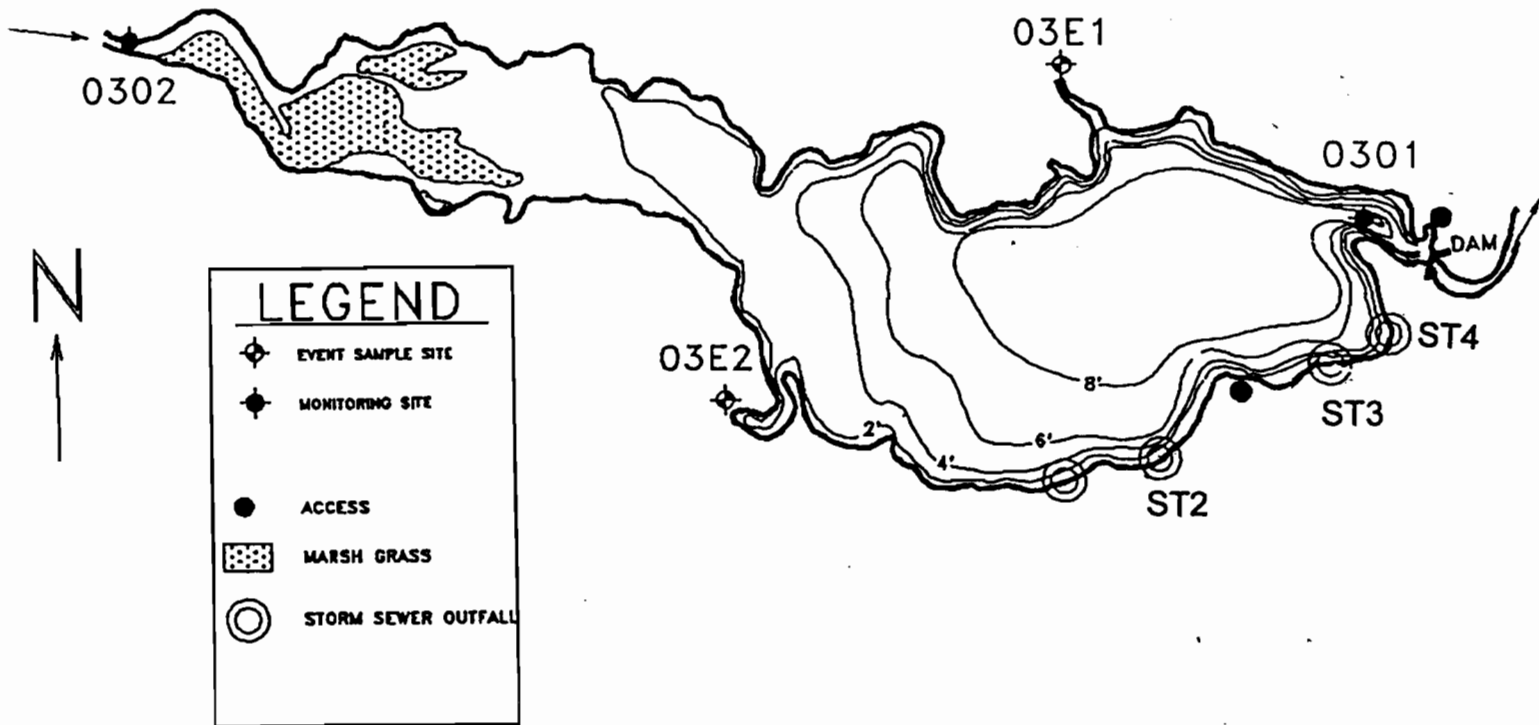 03E1
0302
0301
N
DAM
LEGEND
EVENT SAMPLE SITE
MONITORING SITE
ACCESS
MARSH GRASS
STORM SEWER OUTFALL
03E2
ST4
8'
ST3
2'
6'
4'
ST2